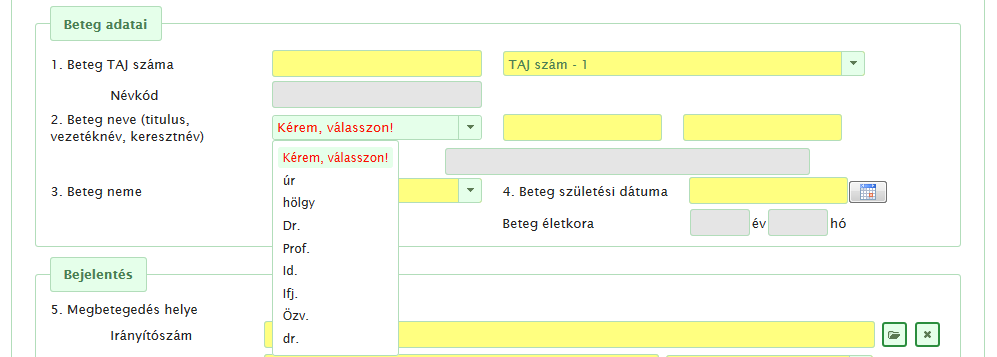 Beteg adatai
1. Beteg TAJ száma
TAJ szám - 1
Névkód
2. Beteg neve (titulus,
vezetéknév, keresztnév)
Kérem, válasszon!
Kérem, válasszon!
úr
hölgy
Dr.
Prof.
Id.
Ifj.
Özv.
dr.
3. Beteg neme
4. Beteg születési dátuma
Beteg életkora
év
hó
Bejelentés
5. Megbetegedés helye
Irányítószám